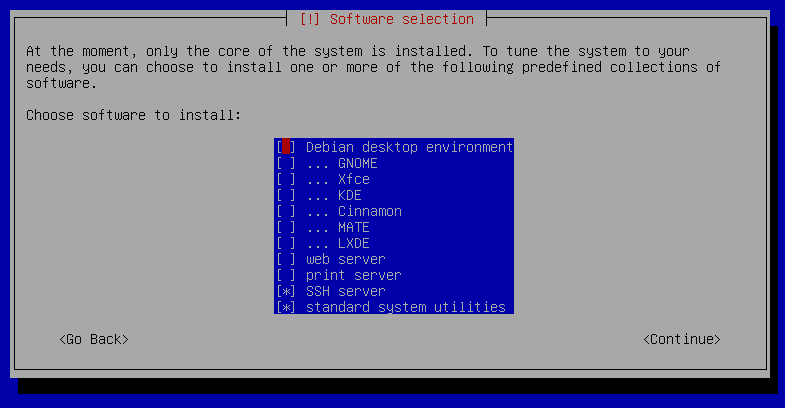 [!] Software selection
At the moment, only the core of the system is installed. To tune the system to your
needs, you can choose to install one or more of the following predefined collections of
software.
Choose software to install:
[ ] Debian desktop environment
[ ] ... GNOME
[ ] ... Xfce
[ ] ... KDE
[ ] ... Cinnamon
[ ] ... MATE
[ ] ... LXDE
[ ] web server
[ ] print server
[*] SSH server
[*] standard system utilities
<Go Back> <Continue>